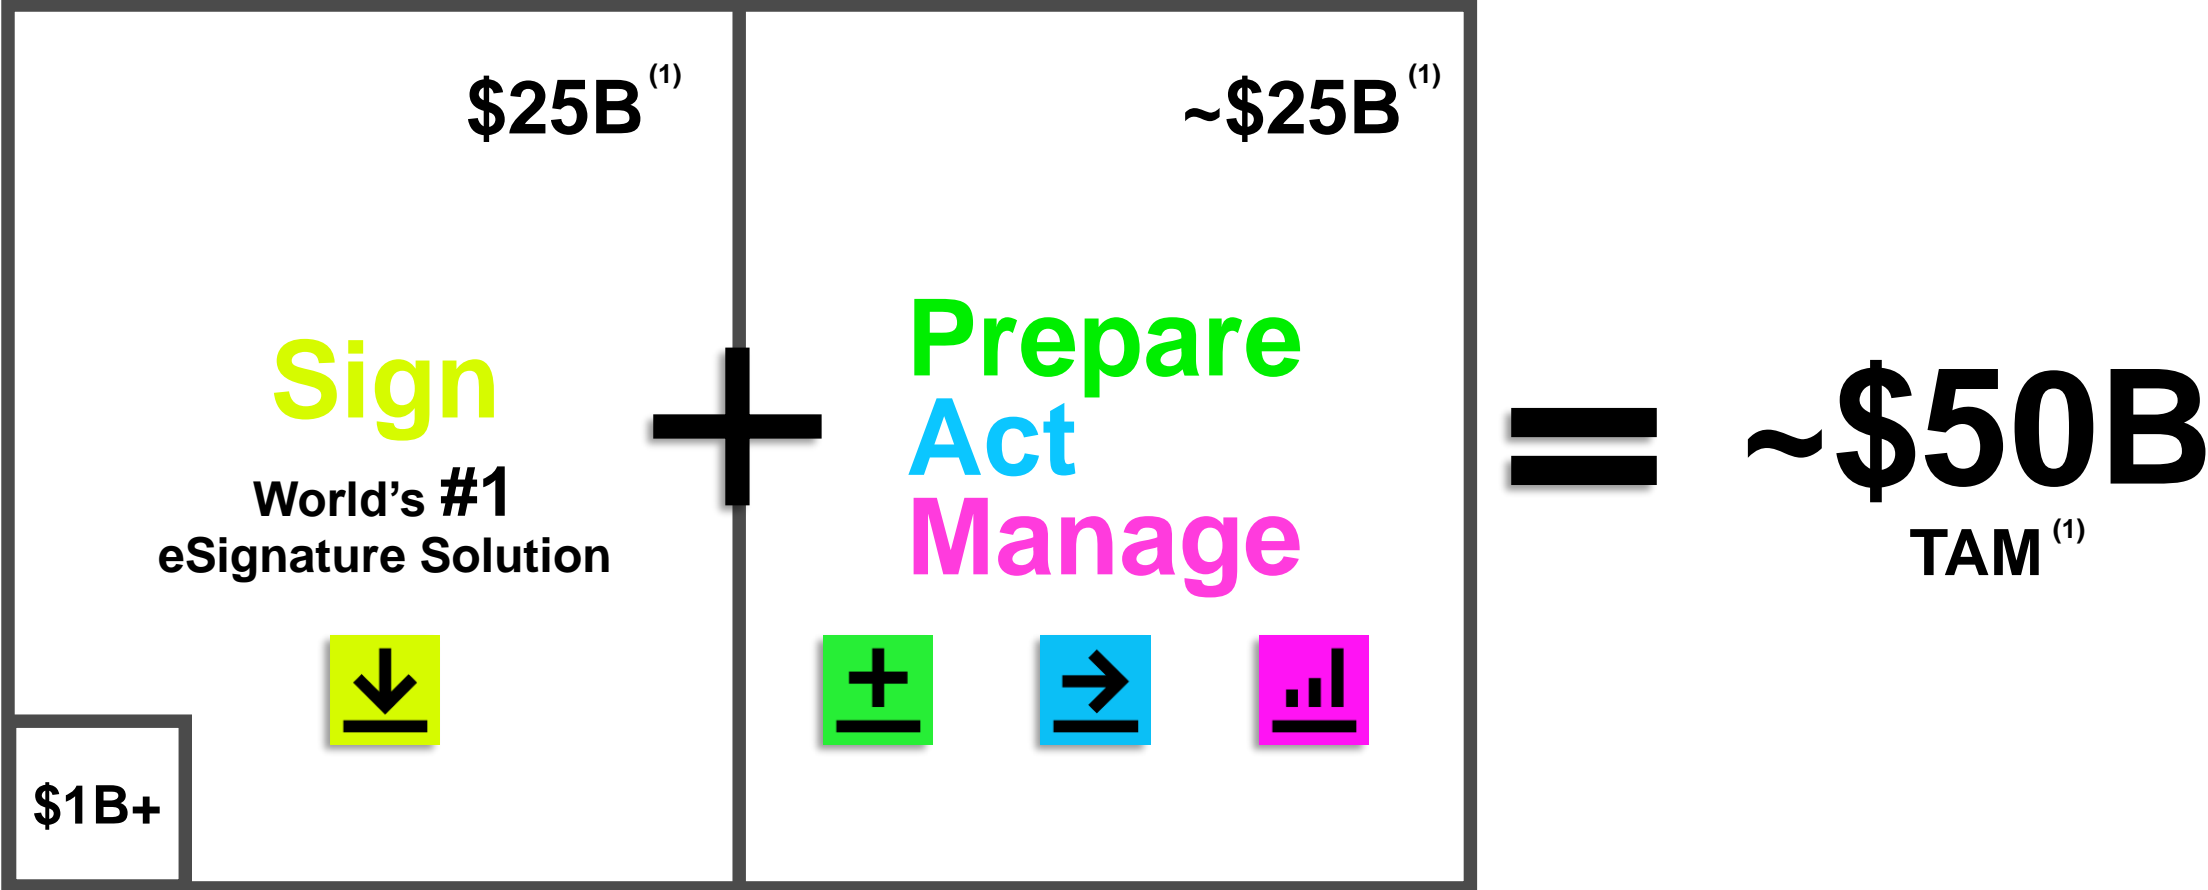 $25B (1)
Sign
World’s #1
eSignature Solution
$1B+
+
~$25B (1)
Prepare
Act
Manage
=
~$50B
TAM (1)